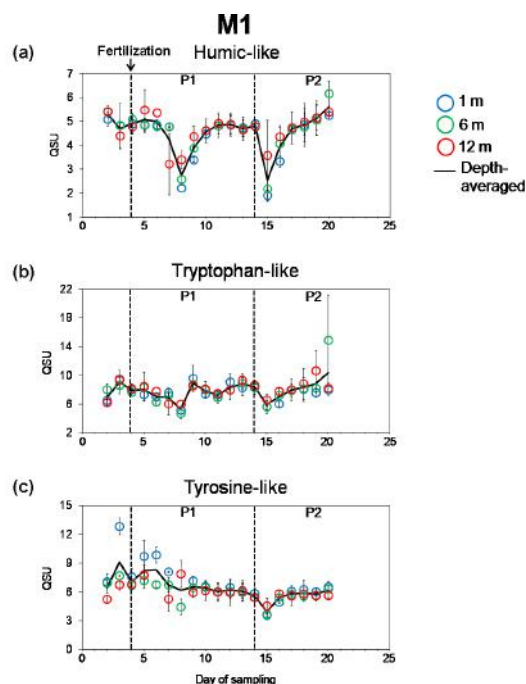 M1
Fertilization
Humic-like
(a)
P1
P2
7
6
5
4
3
2
1
QSU
0
5
10
15
20
25
1 m
6 m
12 m
Depth-
averaged
Tryptophan-like
(b)
P1
P2
22
18
14
10
6
2
QSU
0
5
10
15
20
25
Tyrosine-like
(c)
P1
P2
15
12
9
6
3
0
QSU
0
5
10
15
20
25
Day of sampling